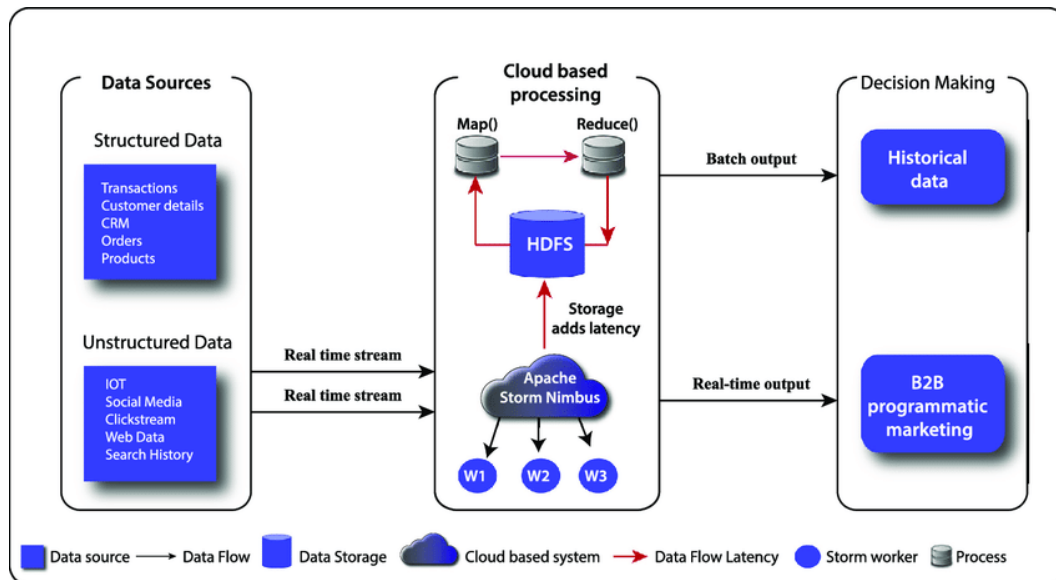 Data Sources
Structured Data
Transactions
Customer details
CRM
Orders
Products
Unstructured Data
IOT
Social Media
Clickstream
Web Data
Search History
Real time stream
Real time stream
Cloud based
processing
Map()
Reduce()
HDFS
Storage
adds latency
Apache
Storm Nimbus
W1
W2
W3
Batch output
Real-time output
Decision Making
Historical
data
B2B
programmatic
marketing
Data source
Data Flow
Data Storage
Cloud based system
Data Flow Latency
Storm worker
Process